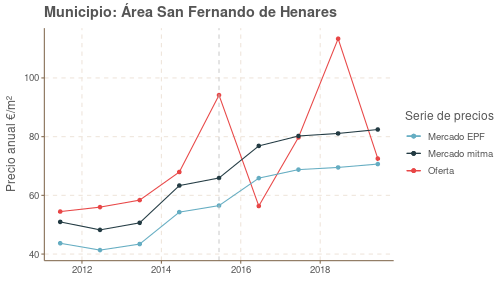 Municipio: Área San Fernando de Henares
Precio anual €/m²
100
80
60
40
2012
2014
2016
2018
Serie de precios
Mercado EPF
Mercado mitma
Oferta